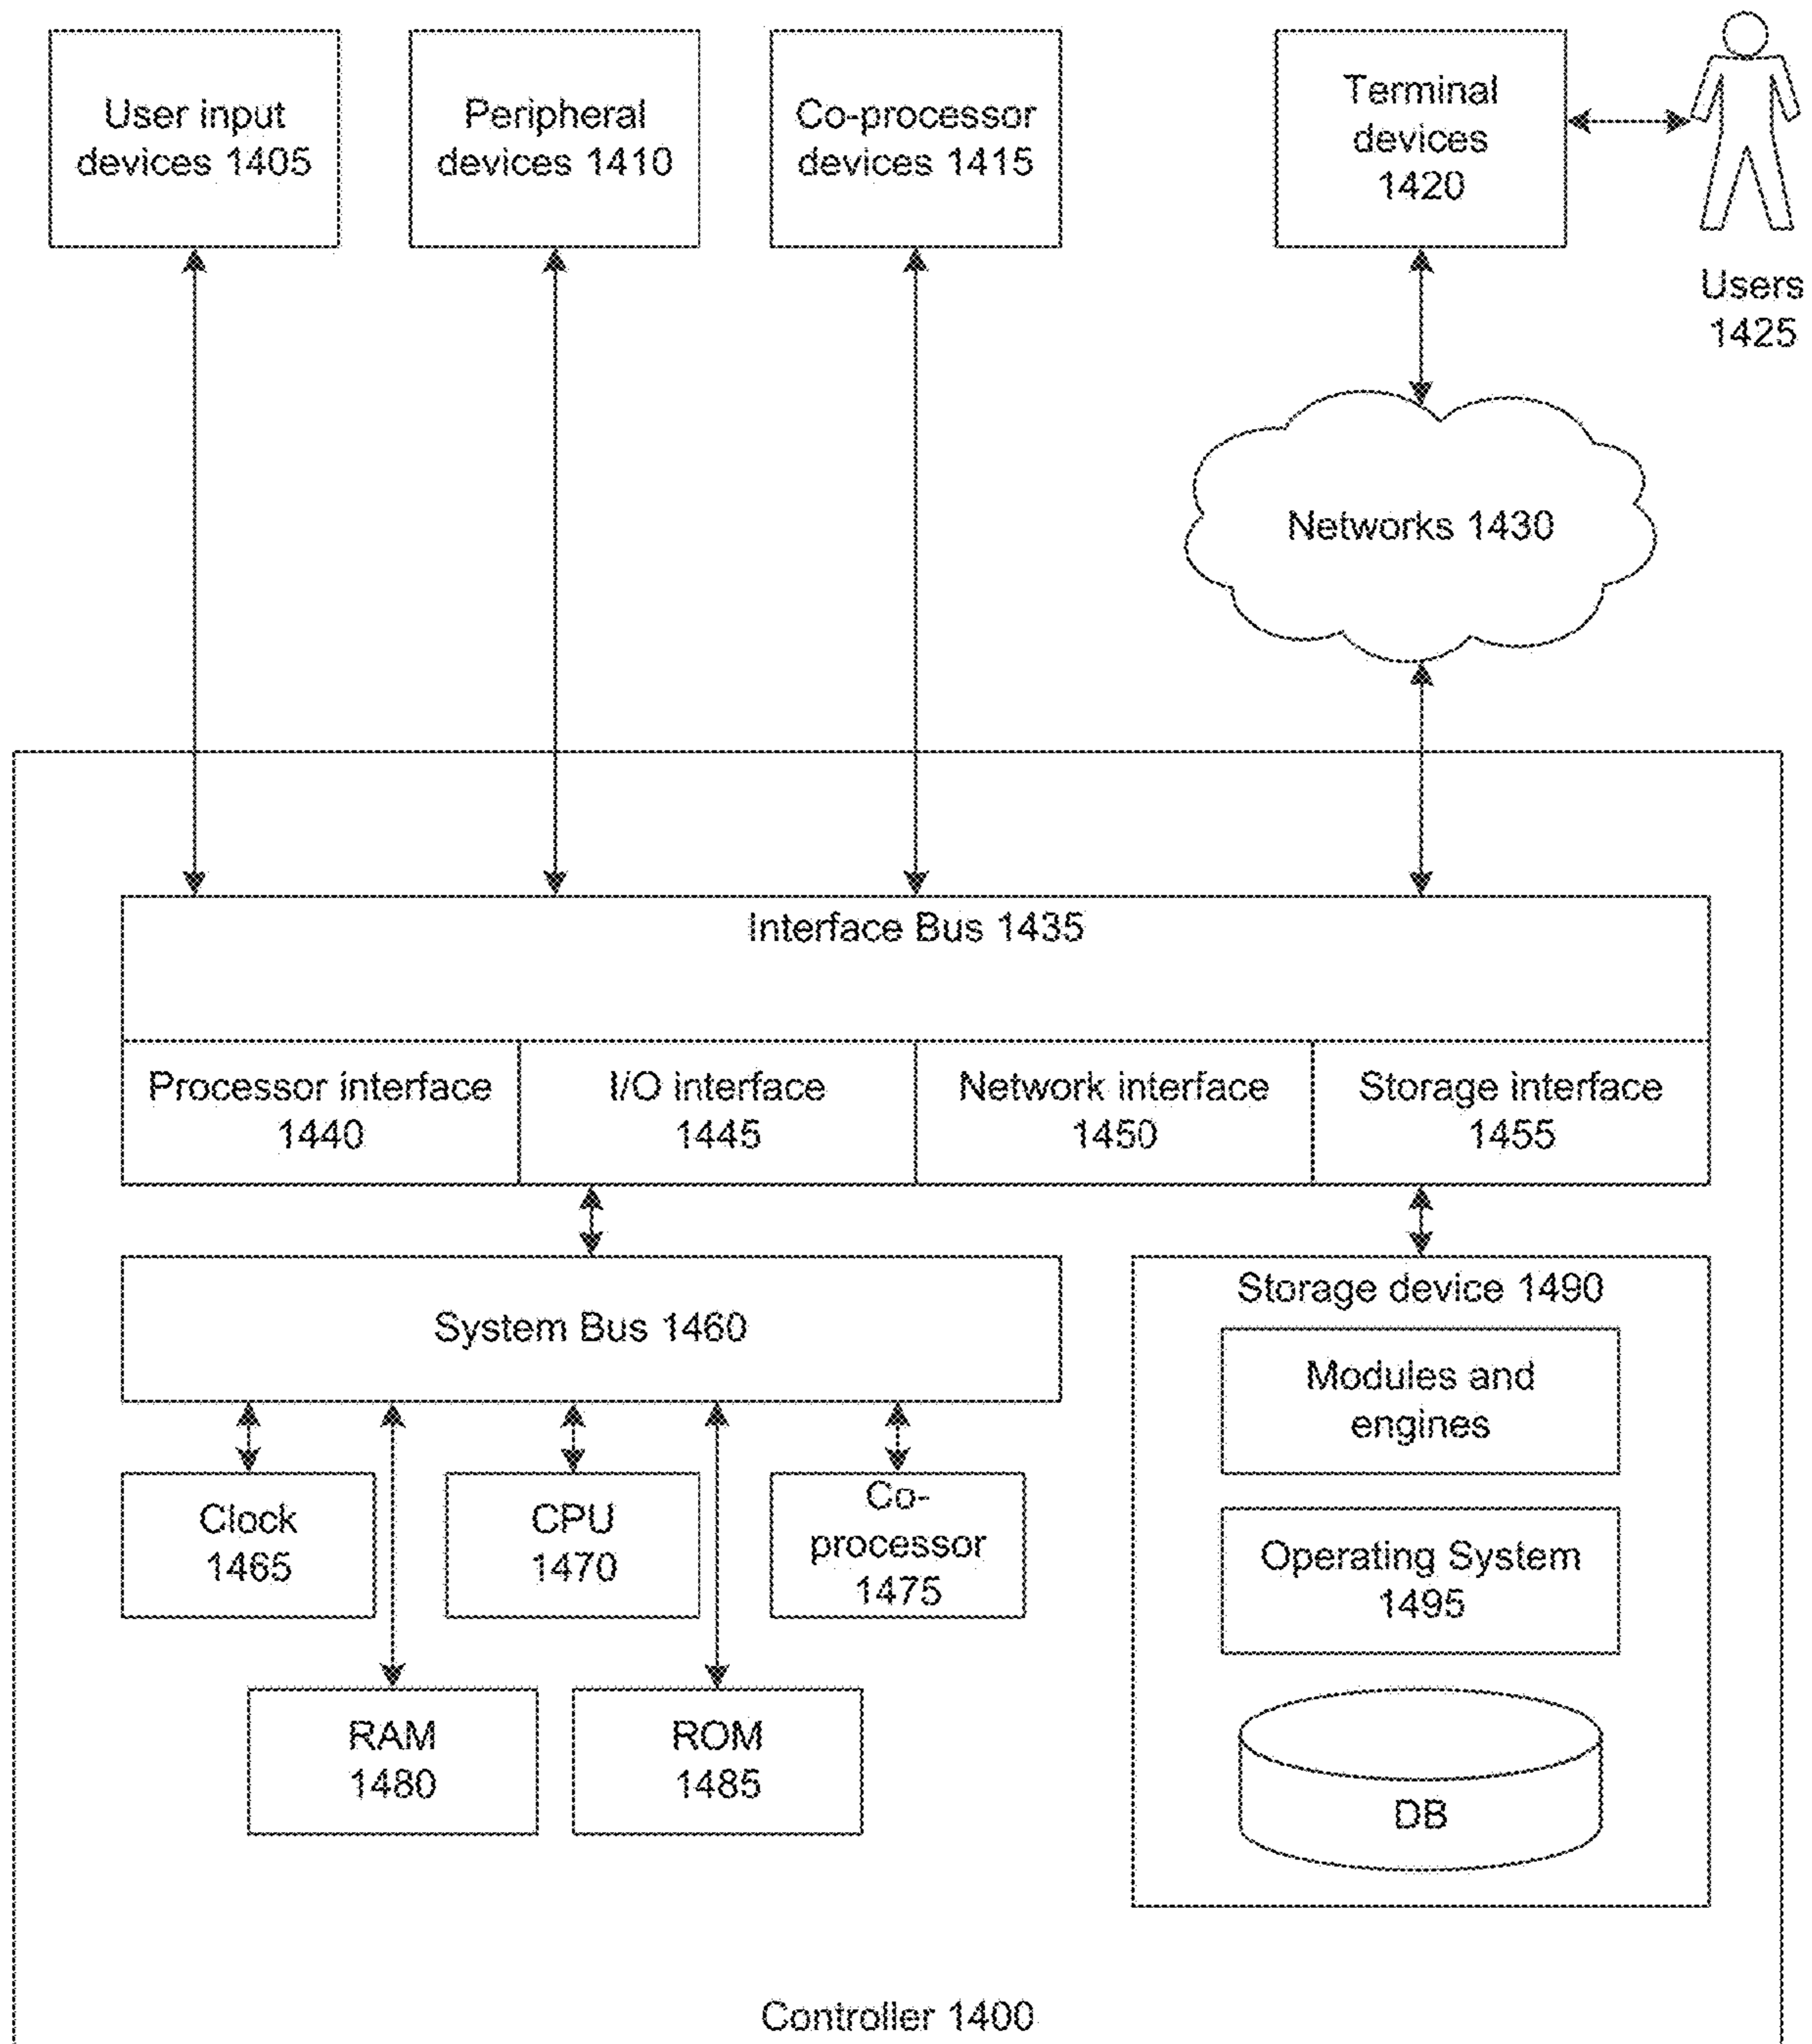 User input
devices 1405
Peripheral
devices 1410
Co-processor
devices 1415
Terminal
devices
1420
Users
1425
Networks 1430
Interface Bus 1435
Processor interface
1440
I/O interface
1445
Network interface
1450
Storage interface
1455
System Bus 1460
Clock
1465
CPU
1470
Co-
processor
1475
RAM
1480
ROM
1485
Storage device 1490
Modules and
engines
Operating System
1495
DB
Controller 1400